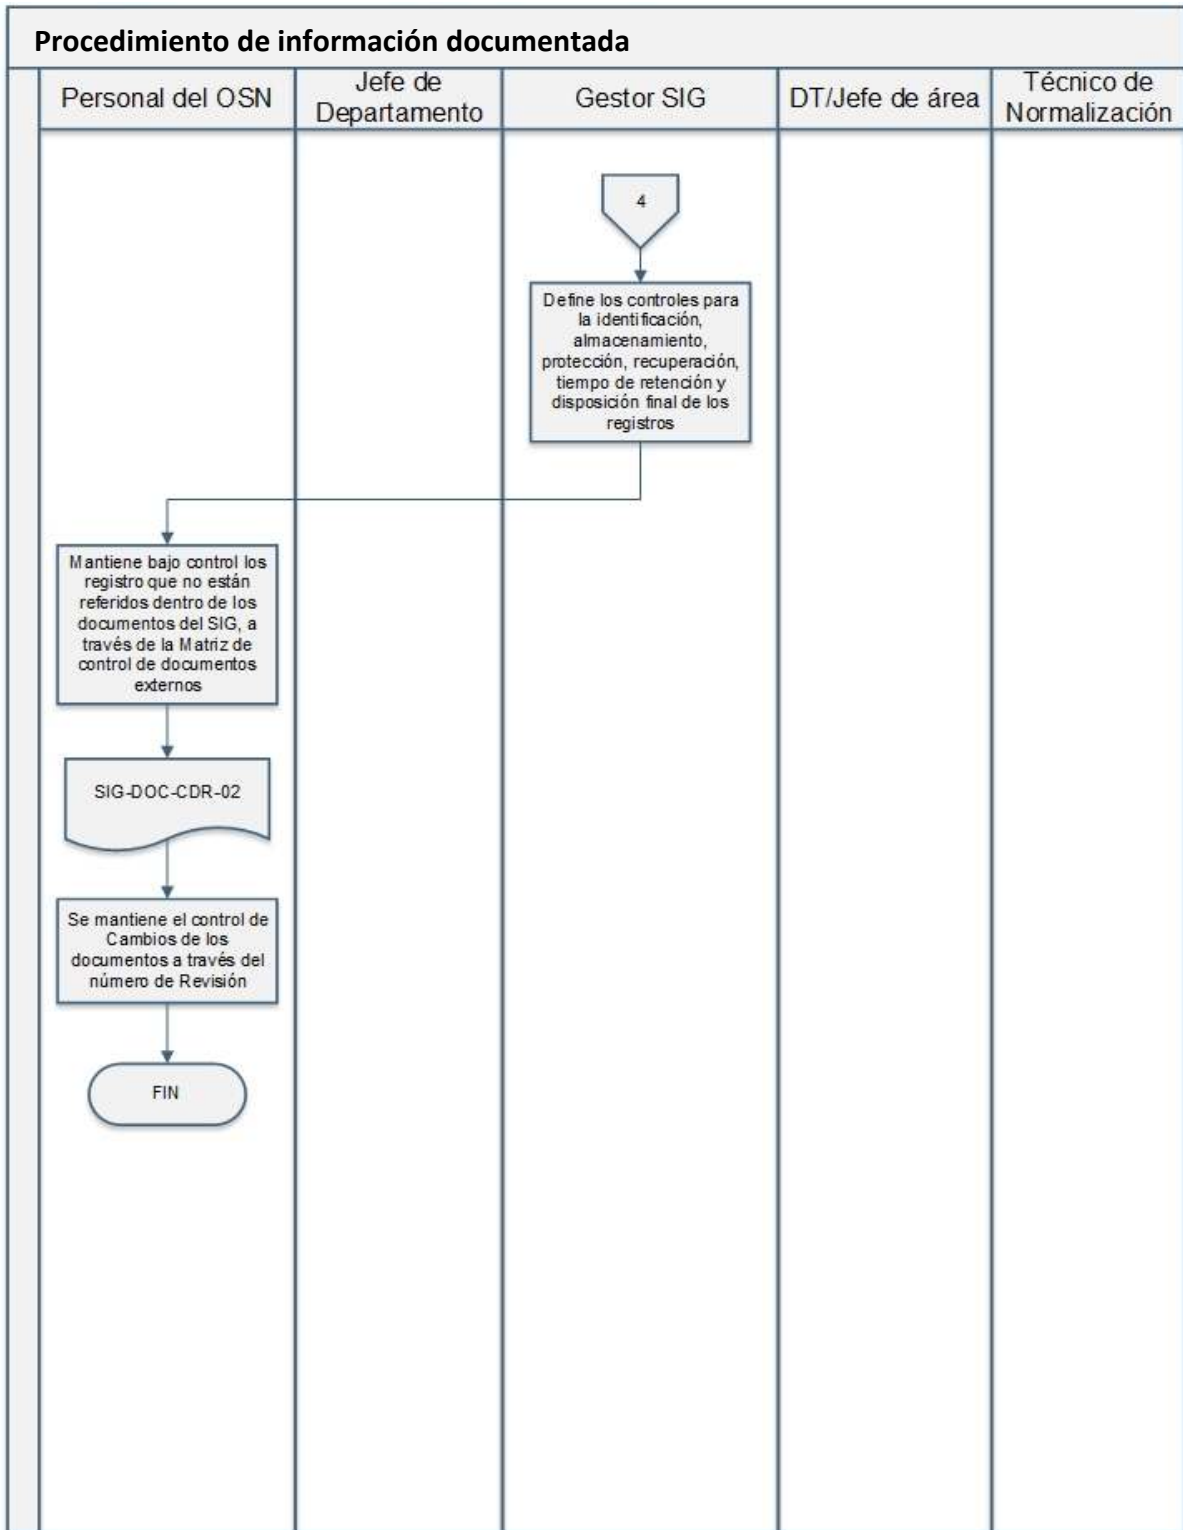 Procedimiento de información documentada
Personal del OSN
Jefe de
Departamento
Gestor SIG
DT/Jefe de área
Técnico de
Normalización
4
Define los controles para
la identificación,
almacenamiento,
protección, recuperación,
tiempo de retención y
disposición final de los
registros
Mantiene bajo control los
registro que no están
referidos dentro de los
documentos del SIG, a
través de la Matriz de
control de documentos
externos
SIG-DOC-CDR-02
Se mantiene el control de
Cambios de los
documentos a través del
número de Revisión
FIN